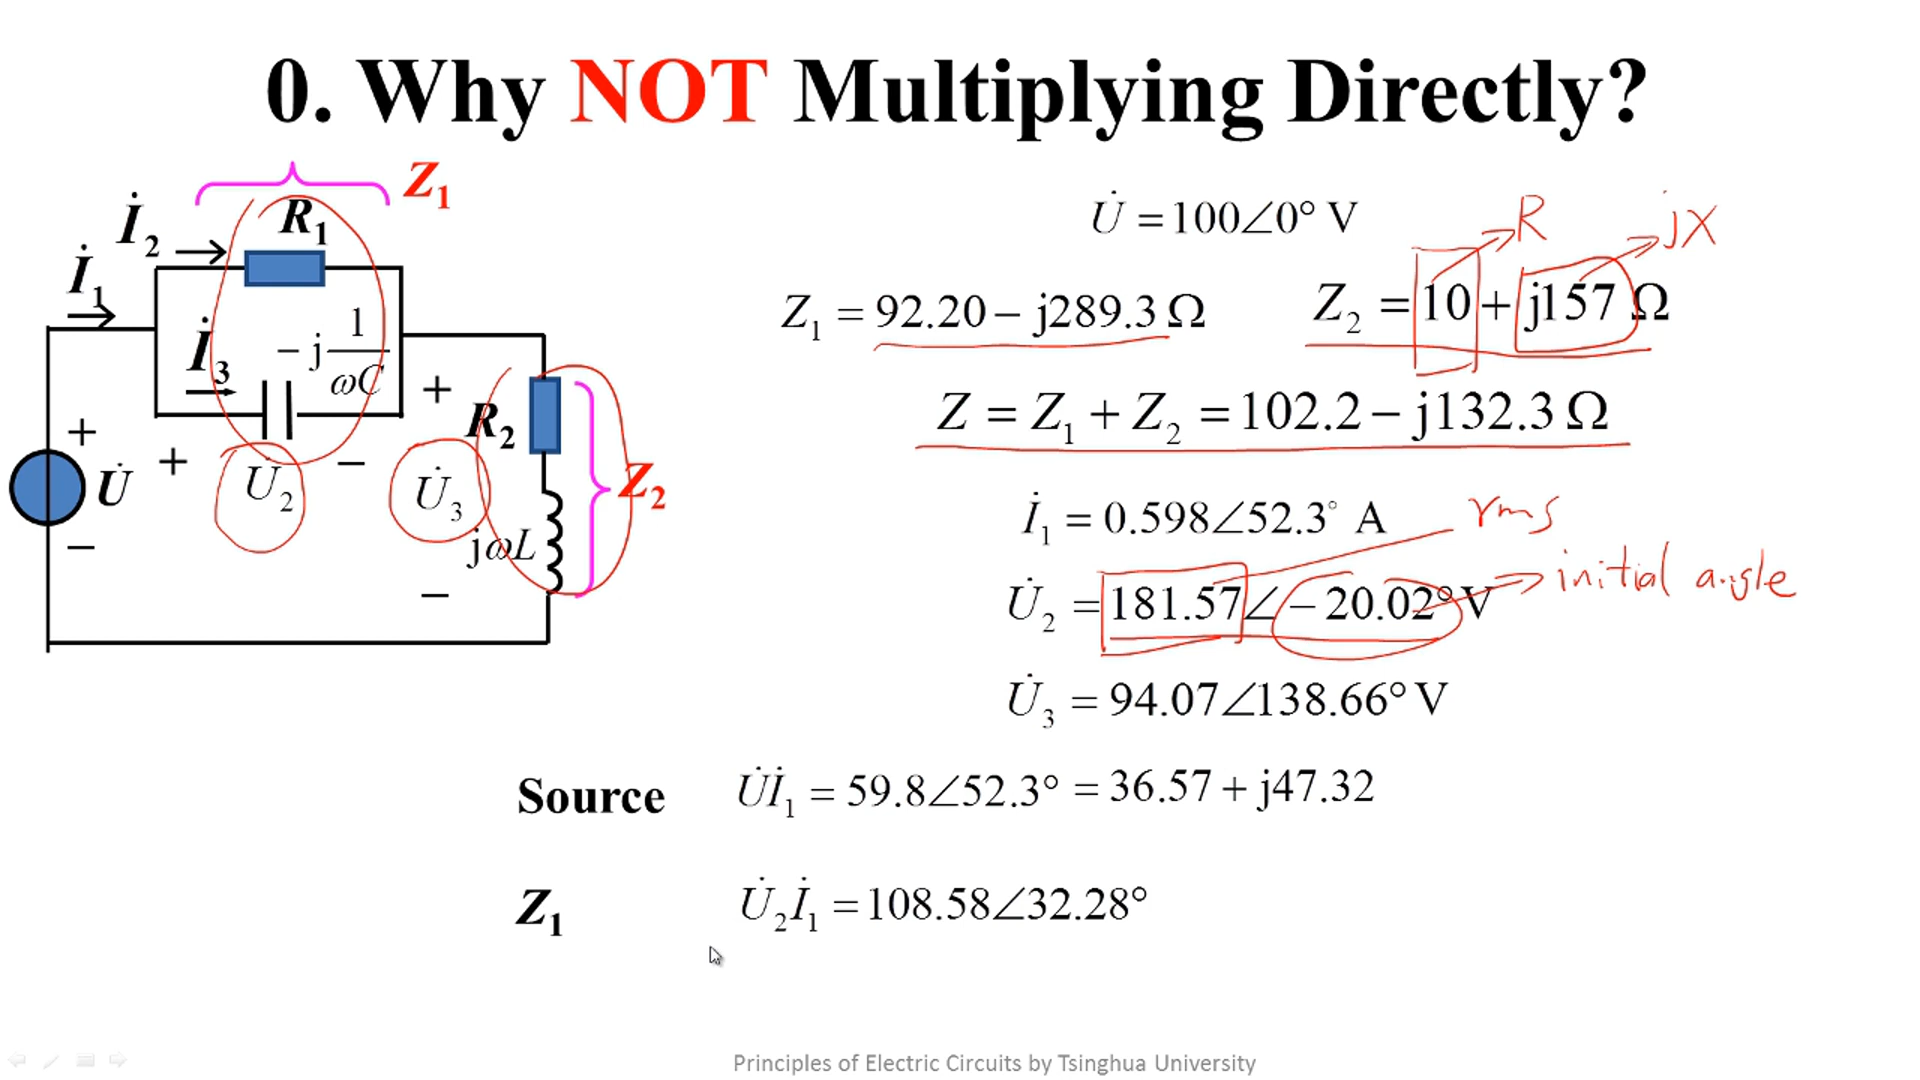 0. Why NOT Multiplying Directly?
Z₁
İ₂
R₁
İ₁
İ₃
−j 1/ωC
+
R₂
+
U̇
+
U₂
−
U̇₃
Z₂
−
jωL
−
U̇ = 100∠0° V
R
jX
Z₁ = 92.20 − j289.3 Ω
Z₂ = 10 + j157 Ω
Z = Z₁ + Z₂ = 102.2 − j132.3 Ω
İ₁ = 0.598∠52.3° A
rms
U̇₂ = 181.57∠−20.02° V
initial angle
U̇₃ = 94.07∠138.66° V
Source U̇İ₁ = 59.8∠52.3° = 36.57 + j47.32
Z₁ U̇₂İ₁ = 108.58∠32.28°
Principles of Electric Circuits by Tsinghua University